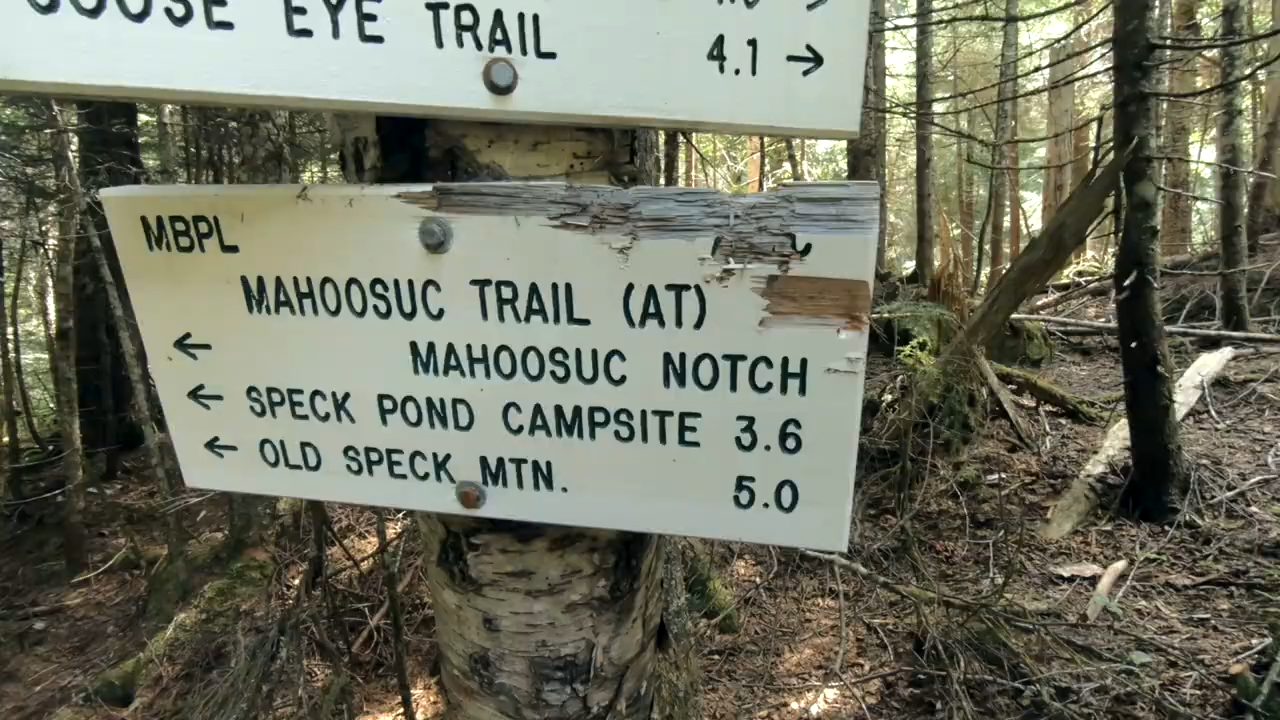 GOOSE EYE TRAIL
4.1 →
MBPL
MAHOOSUC TRAIL (AT)
← MAHOOSUC NOTCH
← SPECK POND CAMPSITE 3.6
← OLD SPECK MTN. 5.0